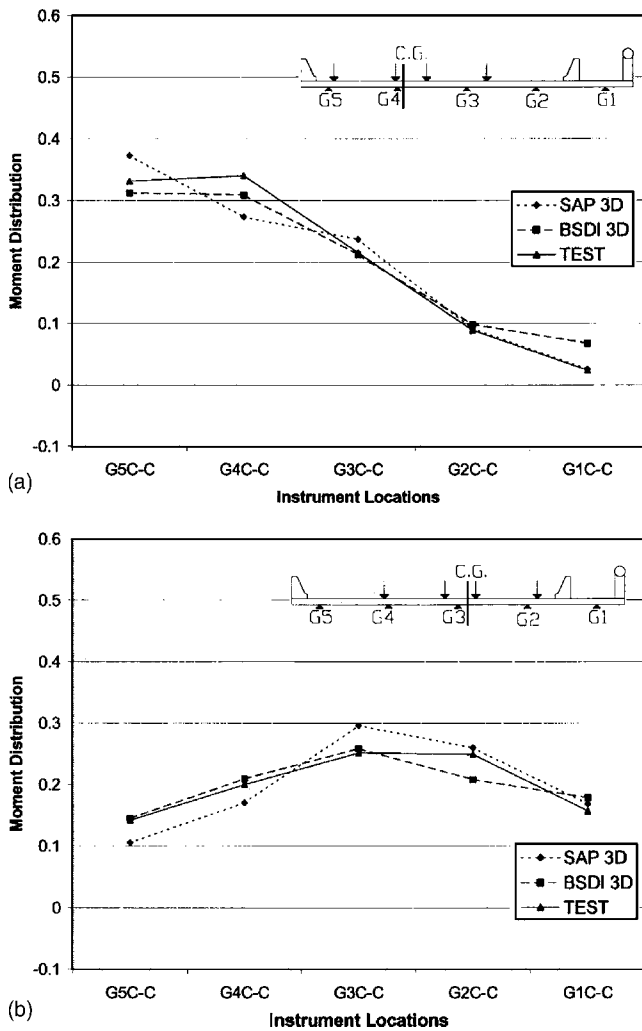 0.6
C.G.
0.5
G5 G4 G3 G2 G1
0.4
SAP 3D
0.3
BSDI 3D
TEST
0.2
0.1
0
-0.1
Moment Distribution
G5C-C G4C-C G3C-C G2C-C G1C-C
(a)
Instrument Locations
0.6
C.G.
0.5
G5 G4 G3 G2 G1
0.4
0.3
0.2
0.1
SAP 3D
BSDI 3D
0
TEST
-0.1
Moment Distribution
G5C-C G4C-C G3C-C G2C-C G1C-C
(b)
Instrument Locations